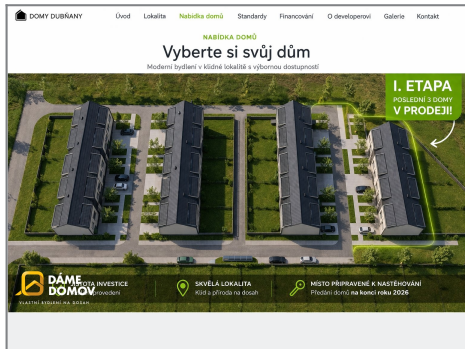 DOMY DUBŇANY
Úvod Lokalita Nabídka domů Standardy Financování O developerovi Galerie Kontakt
NABÍDKA DOMŮ
Vyberte si svůj dům
Moderní bydlení v klidné lokalitě s výbornou dostupností
I. ETAPA
POSLEDNÍ 3 DOMY
V PRODEJI!
DÁME
DOMOV
VLASTNÍ BYDLENÍ NA DOSAH
INVESTICE
provedení
SKVĚLÁ LOKALITA
Klid a příroda na dosah
MÍSTO PŘIPRAVENÉ K NASTĚHOVÁNÍ
Předání domů na konci roku 2026